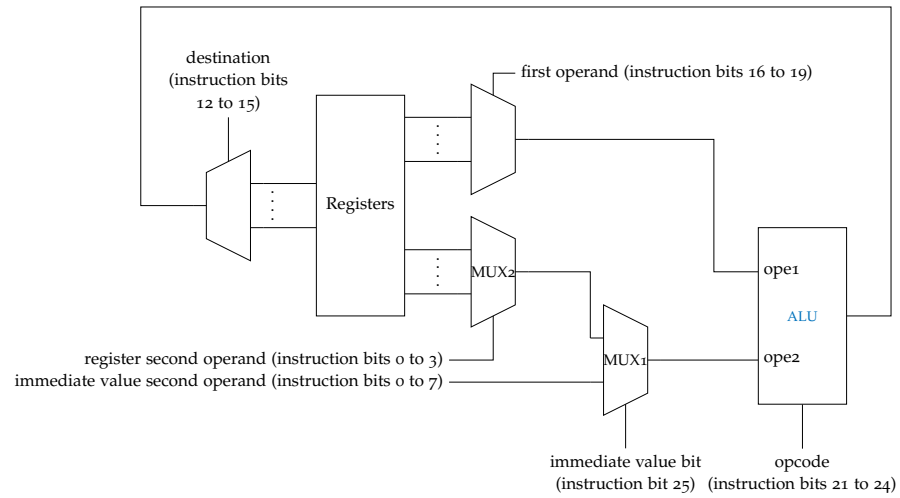 destination
(instruction bits
12 to 15)
first operand (instruction bits 16 to 19)
Registers
MUX2
ope1
ALU
register second operand (instruction bits 0 to 3)
MUX1
ope2
immediate value second operand (instruction bits 0 to 7)
immediate value bit
(instruction bit 25)
opcode
(instruction bits 21 to 24)